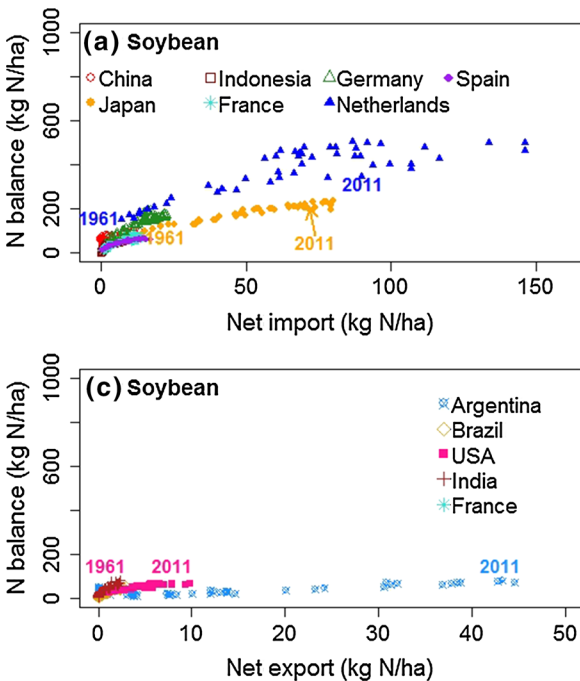 (a) Soybean
China Indonesia Germany Spain
Japan France Netherlands
1000
600
200
0
N balance (kg N/ha)
1961
1961
2011
2011
0 50 100 150
Net import (kg N/ha)
(c) Soybean
Argentina
Brazil
USA
India
France
1000
600
200
0
N balance (kg N/ha)
1961 2011 2011
0 10 20 30 40 50
Net export (kg N/ha)